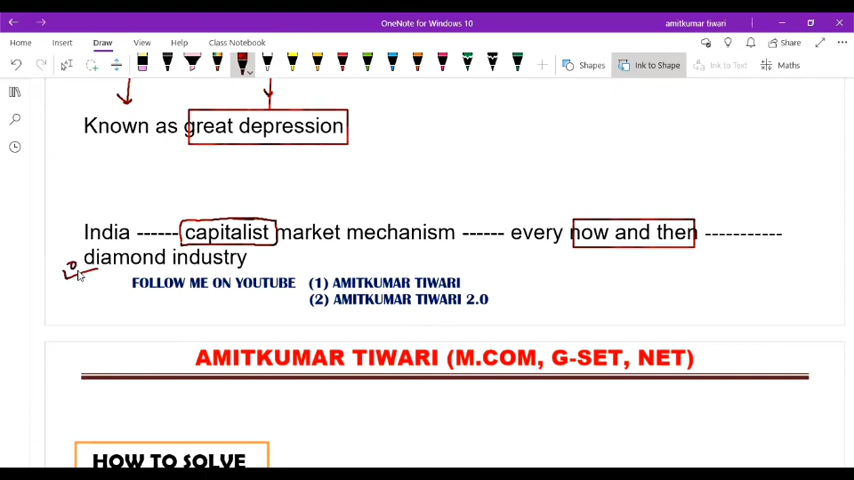 OneNote for Windows 10
amitkumar tiwari
Home Insert Draw View Help Class Notebook
Share
Shapes
Ink to Shape
Ink to Text
Maths
Known as great depression
India ------ capitalist market mechanism ------ every now and then -----------
diamond industry
FOLLOW ME ON YOUTUBE (1) AMITKUMAR TIWARI
(2) AMITKUMAR TIWARI 2.0
AMITKUMAR TIWARI (M.COM, G-SET, NET)
HOW TO SOLVE